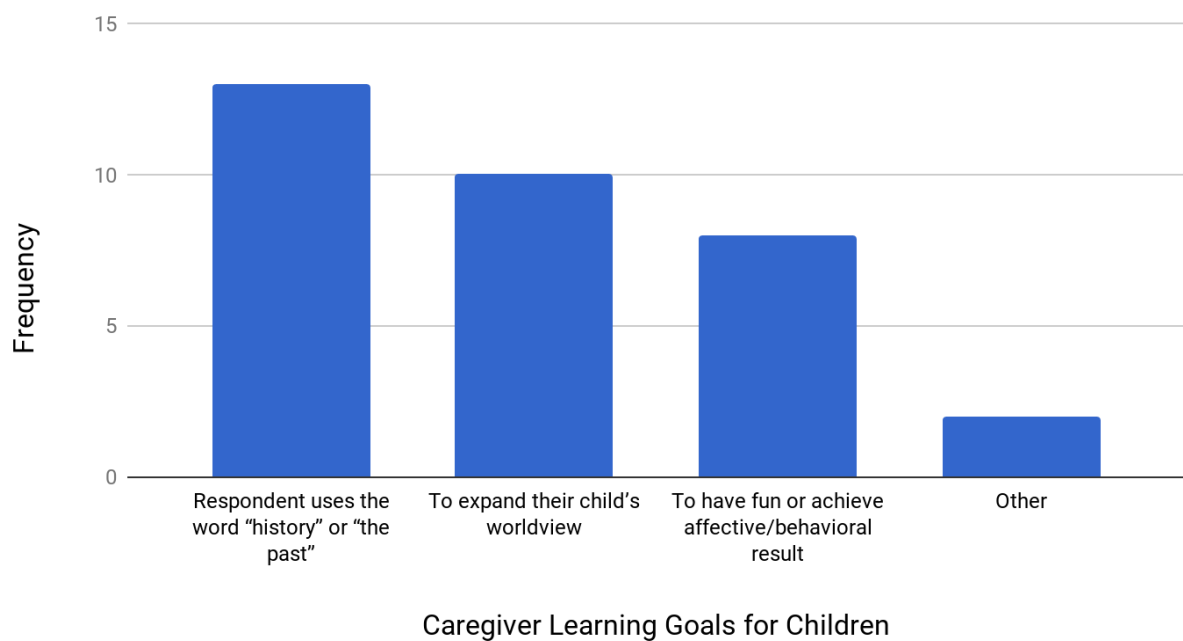 15
10
5
0
Frequency
Respondent uses the
word “history” or “the
past”
To expand their child’s
worldview
To have fun or achieve
affective/behavioral
result
Other
Caregiver Learning Goals for Children